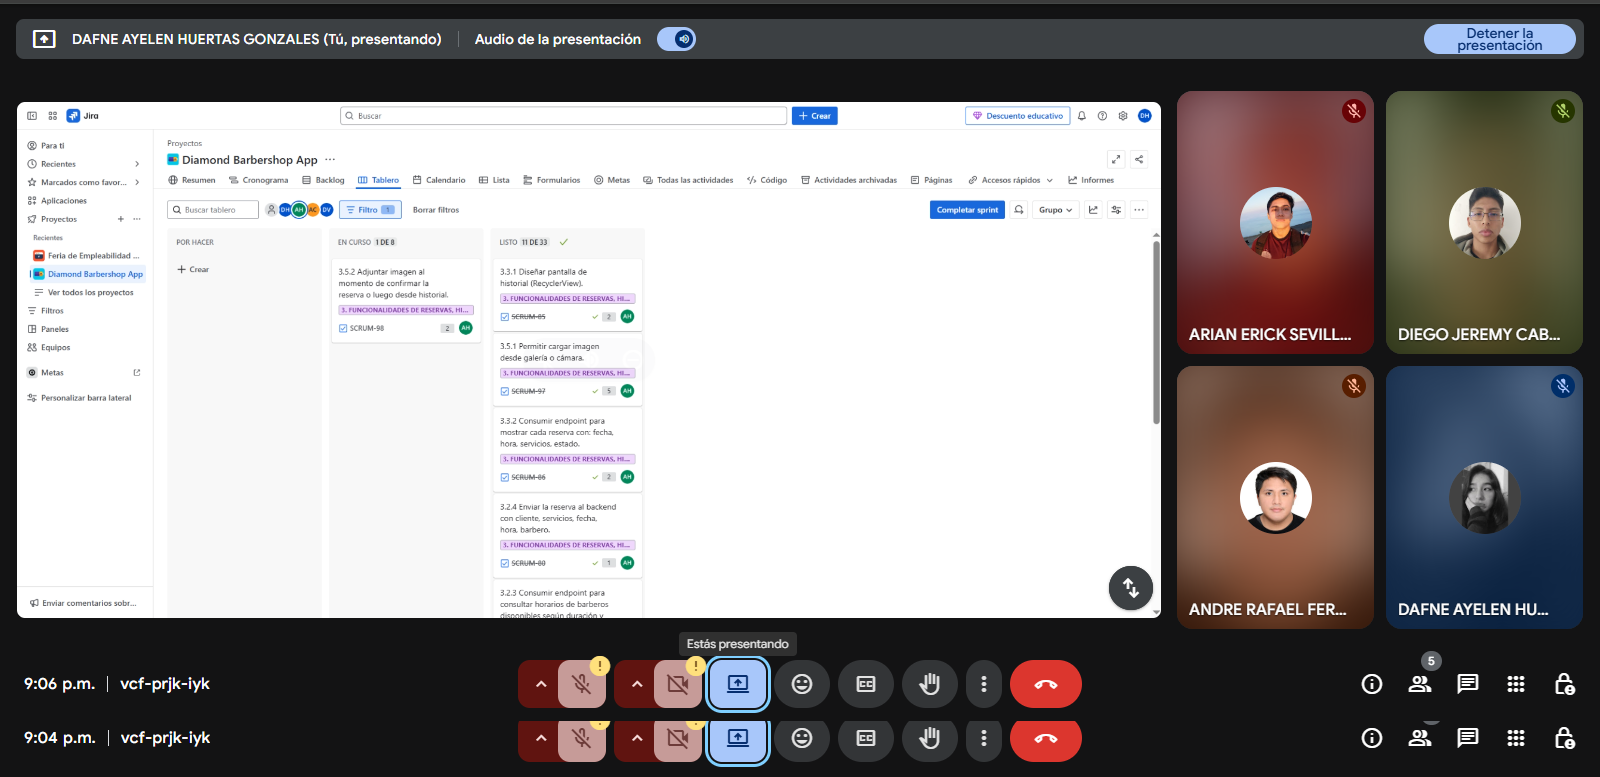 DAFNE AYELEN HUERTAS GONZALES (Tú, presentando)
Audio de la presentación
Detener la
presentación
Jira
Buscar
Crear
Descuento educativo
DH
Para ti
Recientes
Marcados como favor...
Aplicaciones
Proyectos
Recientes
Feria de Empleabilidad ...
Diamond Barbershop App
Ver todos los proyectos
Filtros
Paneles
Equipos
Metas
Personalizar barra lateral
Enviar comentarios sobr...
Proyectos
Diamond Barbershop App
Resumen
Cronograma
Backlog
Tablero
Calendario
Lista
Formularios
Metas
Todas las actividades
Código
Actividades archivadas
Páginas
Accesos rápidos
Informes
Buscar tablero
DH
AH
AC
DV
Filtro 1
Borrar filtros
Completar sprint
Grupo
POR HACER
Crear
EN CURSO 1 DE 8
3.5.2 Adjuntar imagen al
momento de confirmar la
reserva o luego desde historial.
3. FUNCIONALIDADES DE RESERVAS, HI...
SCRUM-98
2
AH
LISTO 11 DE 33
3.3.1 Diseñar pantalla de
historial (RecyclerView).
3. FUNCIONALIDADES DE RESERVAS, HI...
SCRUM-85
2
AH
3.5.1 Permitir cargar imagen
desde galería o cámara.
3. FUNCIONALIDADES DE RESERVAS, HI...
SCRUM-97
5
AH
3.3.2 Consumir endpoint para
mostrar cada reserva con: fecha,
hora, servicios, estado.
3. FUNCIONALIDADES DE RESERVAS, HI...
SCRUM-86
2
AH
3.2.4 Enviar la reserva al backend
con cliente, servicios, fecha,
hora, barbero.
3. FUNCIONALIDADES DE RESERVAS, HI...
SCRUM-80
1
AH
3.2.3 Consumir endpoint para
consultar horarios de barberos
disponibles según duración y
ARIAN ERICK SEVILL...
DIEGO JEREMY CAB...
ANDRE RAFAEL FER...
DAFNE AYELEN HU...
Estás presentando
9:06 p.m. | vcf-prjk-iyk
5
9:04 p.m. | vcf-prjk-iyk